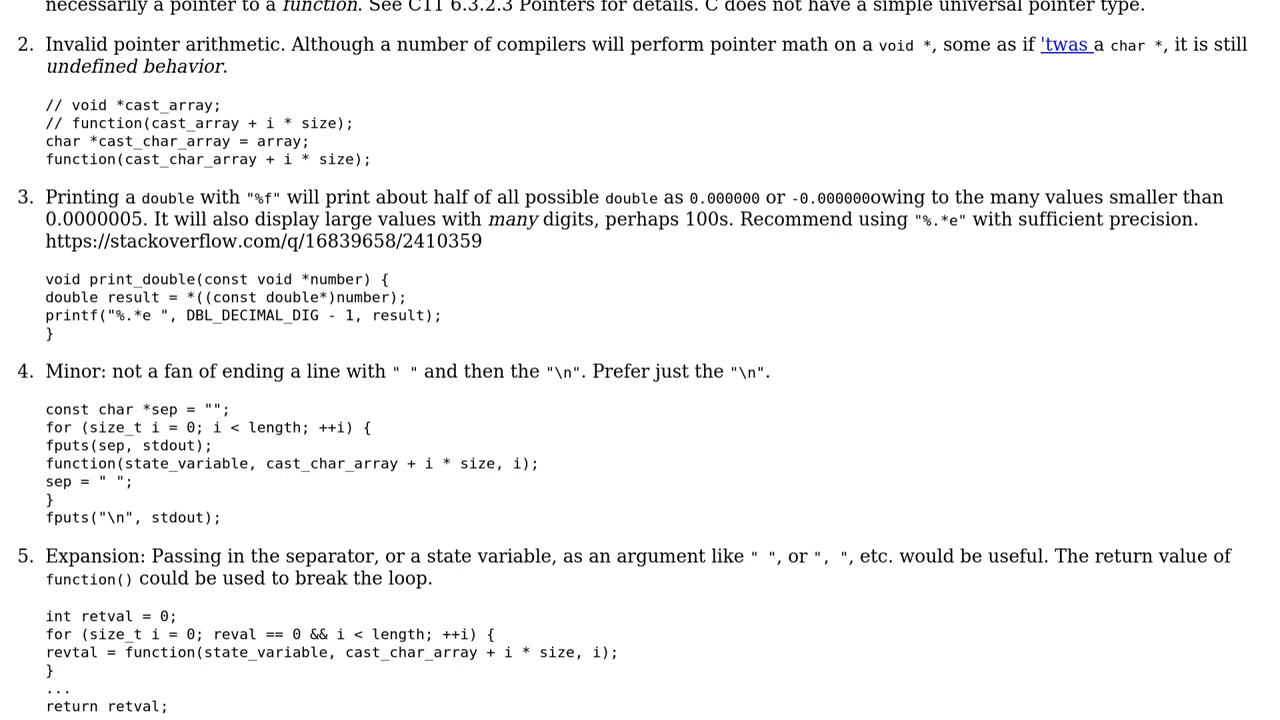 necessarily a pointer to a function. See C11 6.3.2.3 Pointers for details. C does not have a simple universal pointer type.
2. Invalid pointer arithmetic. Although a number of compilers will perform pointer math on a void *, some as if 'twas a char *, it is still
undefined behavior.
// void *cast_array;
// function(cast_array + i * size);
char *cast_char_array = array;
function(cast_char_array + i * size);
3. Printing a double with "%f" will print about half of all possible double as 0.000000 or -0.000000owing to the many values smaller than
0.0000005. It will also display large values with many digits, perhaps 100s. Recommend using "%.*e" with sufficient precision.
https://stackoverflow.com/q/16839658/2410359
void print_double(const void *number) {
double result = *((const double*)number);
printf("%.*e ", DBL_DECIMAL_DIG - 1, result);
}
4. Minor: not a fan of ending a line with " " and then the "\n". Prefer just the "\n".
const char *sep = "";
for (size_t i = 0; i < length; ++i) {
fputs(sep, stdout);
function(state_variable, cast_char_array + i * size, i);
sep = " ";
}
fputs("\n", stdout);
5. Expansion: Passing in the separator, or a state variable, as an argument like " ", or ", ", etc. would be useful. The return value of
function() could be used to break the loop.
int retval = 0;
for (size_t i = 0; reval == 0 && i < length; ++i) {
revtal = function(state_variable, cast_char_array + i * size, i);
}
...
return retval;